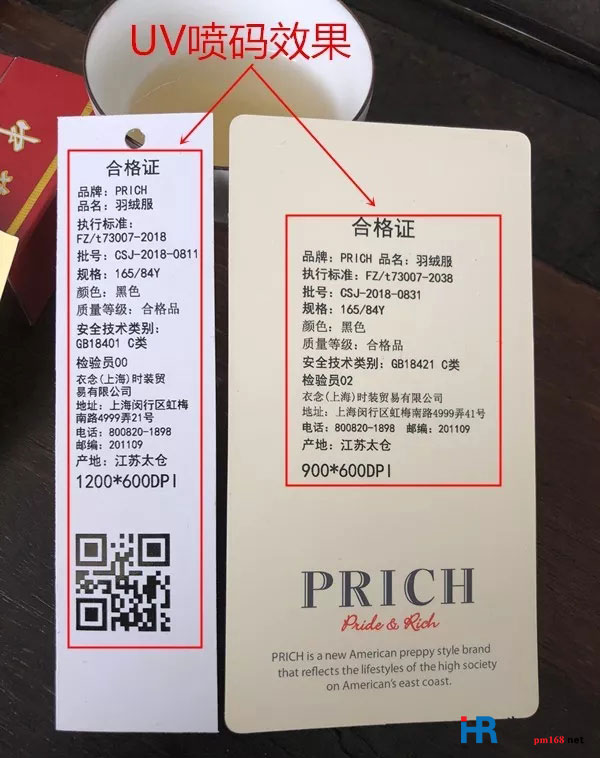 UV喷码效果
合格证
品牌：PRICH
品名：羽绒服
执行标准：
FZ/t73007-2018
批号：CSJ-2018-0811
规格：165/84Y
颜色：黑色
质量等级：合格品
安全技术类别：
GB18401 C类
检验员00
衣念(上海)时装贸
易有限公司
地址：上海闵行区虹梅
南路4999弄21号
电话：800820-1898
邮编：201109
产地：江苏太仓
1200*600DPI
合格证
品牌：PRICH 品名：羽绒服
执行标准：FZ/t73007-2038
批号：CSJ-2018-0831
规格：165/84Y
颜色：黑色
质量等级：合格品
安全技术类别：GB18421 C类
检验员02
衣念(上海)时装贸易有限公司
地址：上海闵行区虹梅南路4999弄41号
电话：800820-1898 邮编：201109
产地：江苏太仓
900*600DPI
PRICH
Pride & Rich
PRICH is a new American preppy style brand
that reflects the lifestyles of the high society
on American's east coast.
HR
pm168.net